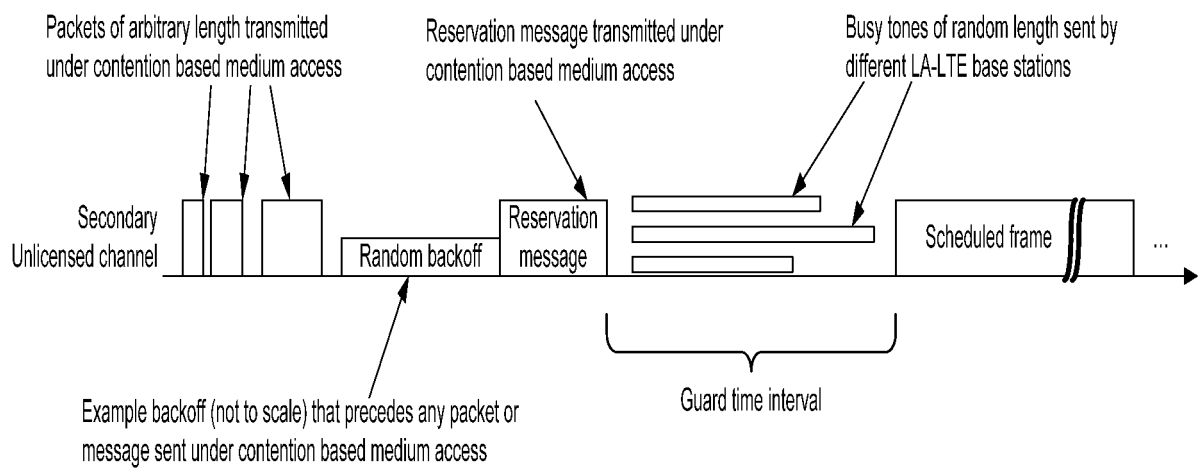 Packets of arbitrary length transmitted
under contention based medium access
Reservation message transmitted under
contention based medium access
Busy tones of random length sent by
different LA-LTE base stations
Secondary
Unlicensed channel
Random backoff
Reservation
message
Scheduled frame
...
Guard time interval
Example backoff (not to scale) that precedes any packet or
message sent under contention based medium access